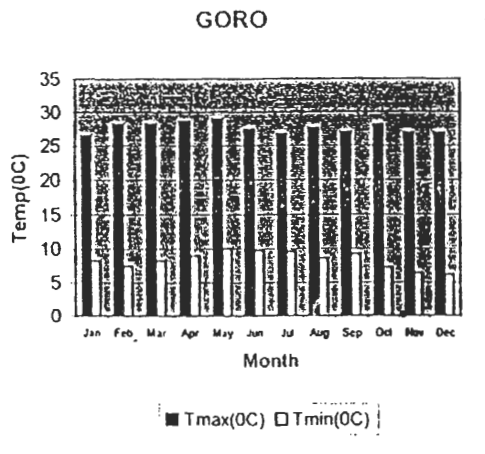 GORO
35
30
25
20
15
10
5
0
Temp(0C)
Jan Feb Mar Apr May Jun Jul Aug Sep Oct Nov Dec
Month
Tmax(0C) Tmin(0C)